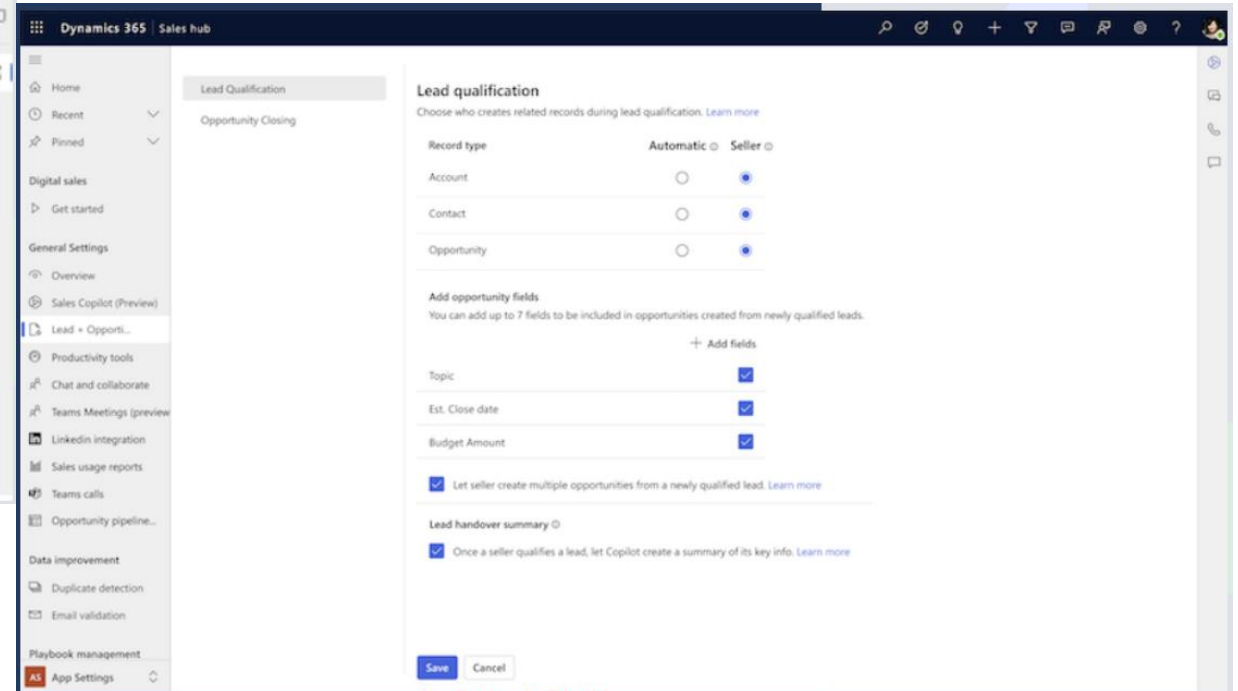 Dynamics 365 Sales hub
Home
Recent
Pinned
Digital sales
Get started
General Settings
Overview
Sales Copilot (Preview)
Lead + Opporti...
Productivity tools
Chat and collaborate
Teams Meetings (preview
Linkedin integration
Sales usage reports
Teams calls
Opportunity pipeline...
Data improvement
Duplicate detection
Email validation
Playbook management
AS App Settings
Lead Qualification
Opportunity Closing
Lead qualification
Choose who creates related records during lead qualification. Learn more
Record type Automatic Seller
Account
Contact
Opportunity
Add opportunity fields
You can add up to 7 fields to be included in opportunities created from newly qualified leads.
+ Add fields
Topic
Est. Close date
Budget Amount
Let seller create multiple opportunities from a newly qualified lead. Learn more
Lead handover summary
Once a seller qualifies a lead, let Copilot create a summary of its key info. Learn more
Save Cancel